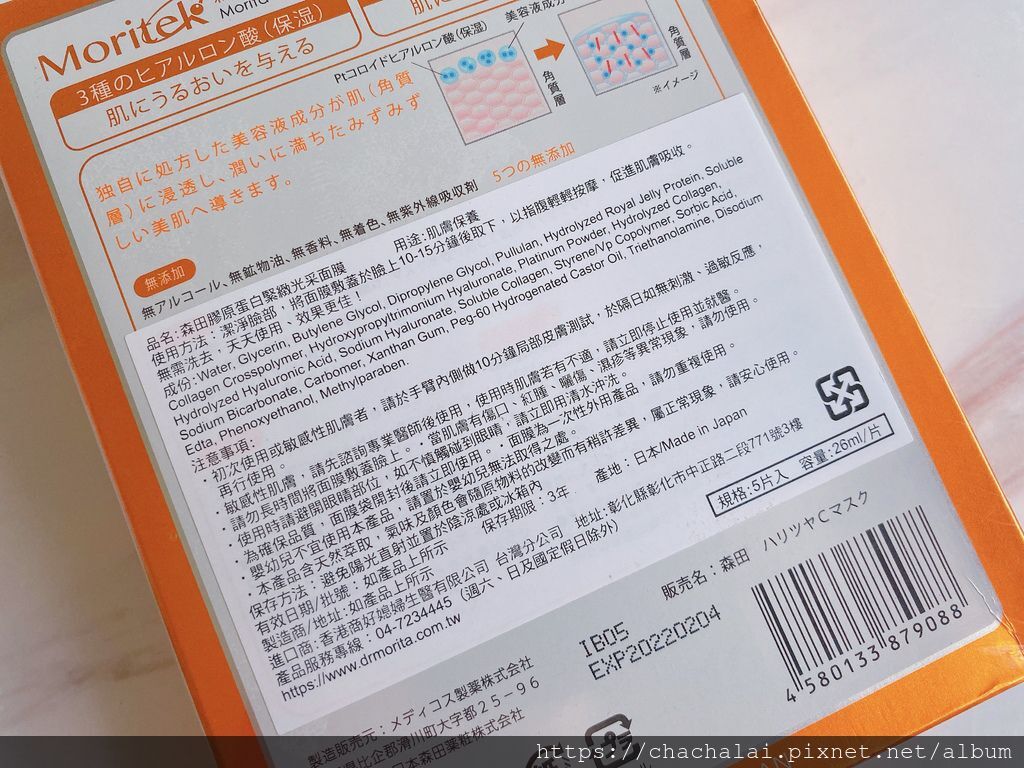 Moritek
Morit
3種のヒアルロン酸(保湿)
肌にうるおいを与える
肌に
Ptコロイドヒアルロン酸(保湿)
美容液成分
角質層
角質層
※イメージ
独自に処方した美容液成分が肌(角質
層)に浸透し、潤いに満ちたみずみず
しい美肌へ導きます。
無添加
5つの無添加
無アルコール、無鉱物油、無香料、無着色、無紫外線吸収剤
品名:森田膠原蛋白緊緻光采面膜 用途:肌膚保養
使用方法:潔淨臉部,將面膜敷蓋於臉上10-15分鐘後取下,以指腹輕輕按摩,促進肌膚吸收。
無需洗去,天天使用、效果更佳!
成份:Water, Glycerin, Butylene Glycol, Dipropylene Glycol, Pullulan, Hydrolyzed Royal Jelly Protein, Soluble
Collagen Crosspolymer, Hydroxypropyltrimonium Hyaluronate, Platinum Powder, Hydrolyzed Collagen,
Hydrolyzed Hyaluronic Acid, Sodium Hyaluronate, Soluble Collagen, Styrene/Vp Copolymer, Sorbic Acid,
Sodium Bicarbonate, Carbomer, Xanthan Gum, Peg-60 Hydrogenated Castor Oil, Triethanolamine, Disodium
Edta, Phenoxyethanol, Methylparaben.
注意事項:
・初次使用或敏感性肌膚者,請於手臂內側做10分鐘局部皮膚測試,於隔日如無刺激、過敏反應,
再行使用。
・敏感性肌膚,請先諮詢專業醫師後使用,使用時肌膚若有不適,請立即停止使用並就醫。
・請勿長時間將面膜敷蓋臉上。・當肌膚有傷口、紅腫、曬傷、濕疹等異常現象,請勿使用。
・使用時請避開眼睛部位,如不慎觸碰到眼睛,請立即用清水沖洗。
・為確保品質,面膜袋開封後請立即使用。・面膜為一次性外用產品,請勿重複使用。
・嬰幼兒不宜使用本產品,請置於嬰幼兒無法取得之處。
・本產品含天然萃取,氣味及顏色會隨原物料的改變而有稍許差異,屬正常現象,請安心使用。
保存方法:避免陽光直射並置於陰涼處或冰箱內
有效日期/批號:如產品上所示 保存期限:3年 產地:日本/Made in Japan
製造商/地址:如產品上所示
進口商:香港商好媳婦生醫有限公司 台灣分公司 地址:彰化縣彰化市中正路二段771號3樓
產品服務專線:04-7234445(週六、日及國定假日除外)
https://www.drmorita.com.tw
規格:5片入 容量:26ml/片
販売名:森田 ハリツヤCマスク
IB05
EXP20220204
4 580133 879088
製造販売元:メディコス製薬株式会社
比企郡滑川町大字都25-96
日本森田薬粧株式会社
https://chachalai.pixnet.net/album